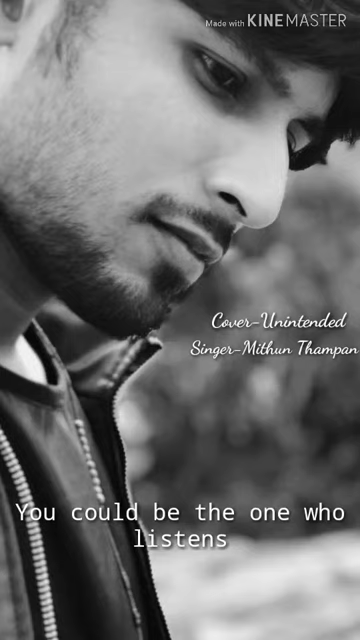 Made with KINEMASTER
Cover-Unintended
Singer-Mithun Thampan
You could be the one who
listens